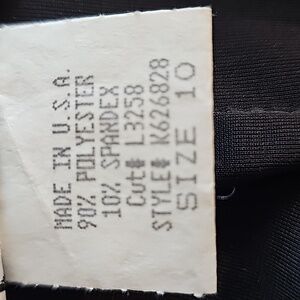 MADE IN U.S.A.
90% POLYESTER
10% SPANDEX
Cut# L3258
STYLE# K626828
SIZE 10